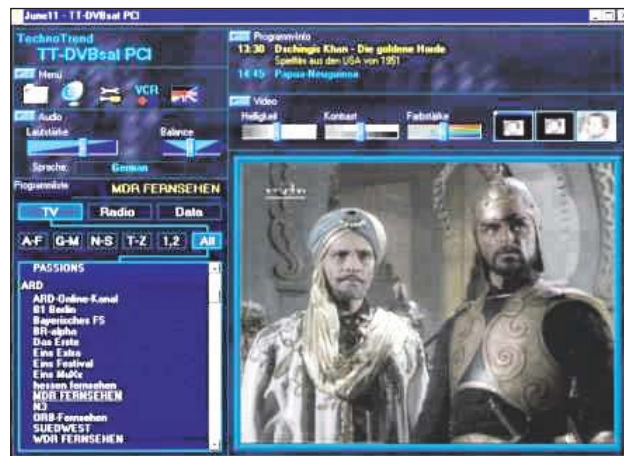 June11 - TT-DVBsat PCI
TechnoTrend
TT-DVBsat PCI
Menü
VCR
Audio
Lautstärke
Balance
Sprache:
German
Programmliste
MDR FERNSEHEN
TV
Radio
Data
A-F
G-M
N-S
T-Z
1,2
All
PASSIONS
ARD
ARD-Online-Kanal
B1 Berlin
Bayerisches FS
BR-alpha
Das Erste
Eins Extra
Eins Festival
Eins MuXx
hessen fernsehen
MDR FERNSEHEN
N3
ORB-Fernsehen
SUEDWEST
WDR FERNSEHEN
Programm-Info
13:30 Dschingis Khan - Die goldene Horde
Spielfilm aus den USA von 1951
14:45 Papua-Neuguinea
Video
Helligkeit
Kontrast
Farbstärke